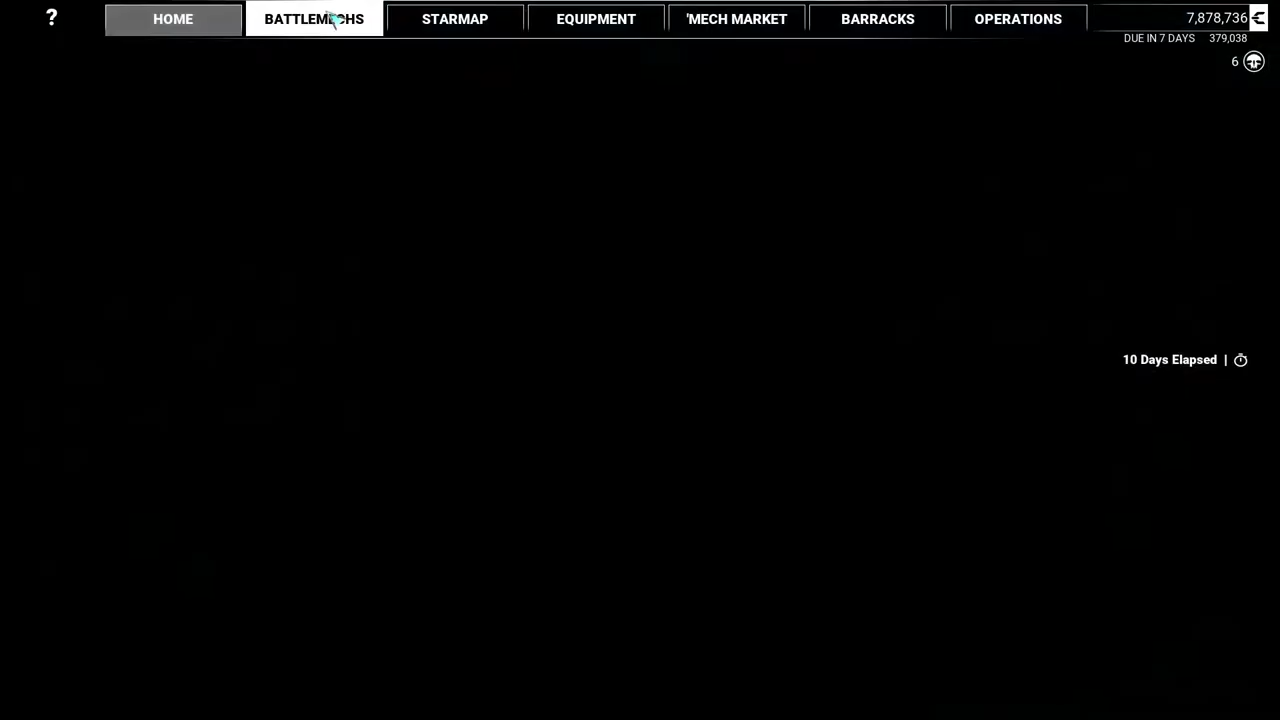 ?
HOME
BATTLEMECHS
STARMAP
EQUIPMENT
'MECH MARKET
BARRACKS
OPERATIONS
7,878,736
DUE IN 7 DAYS 379,038
6
10 Days Elapsed |